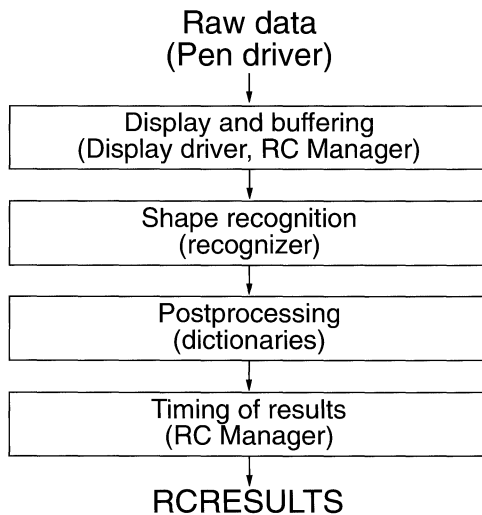 Raw data
(Pen driver)
Display and buffering
(Display driver, RC Manager)
Shape recognition
(recognizer)
Postprocessing
(dictionaries)
Timing of results
(RC Manager)
RCRESULTS